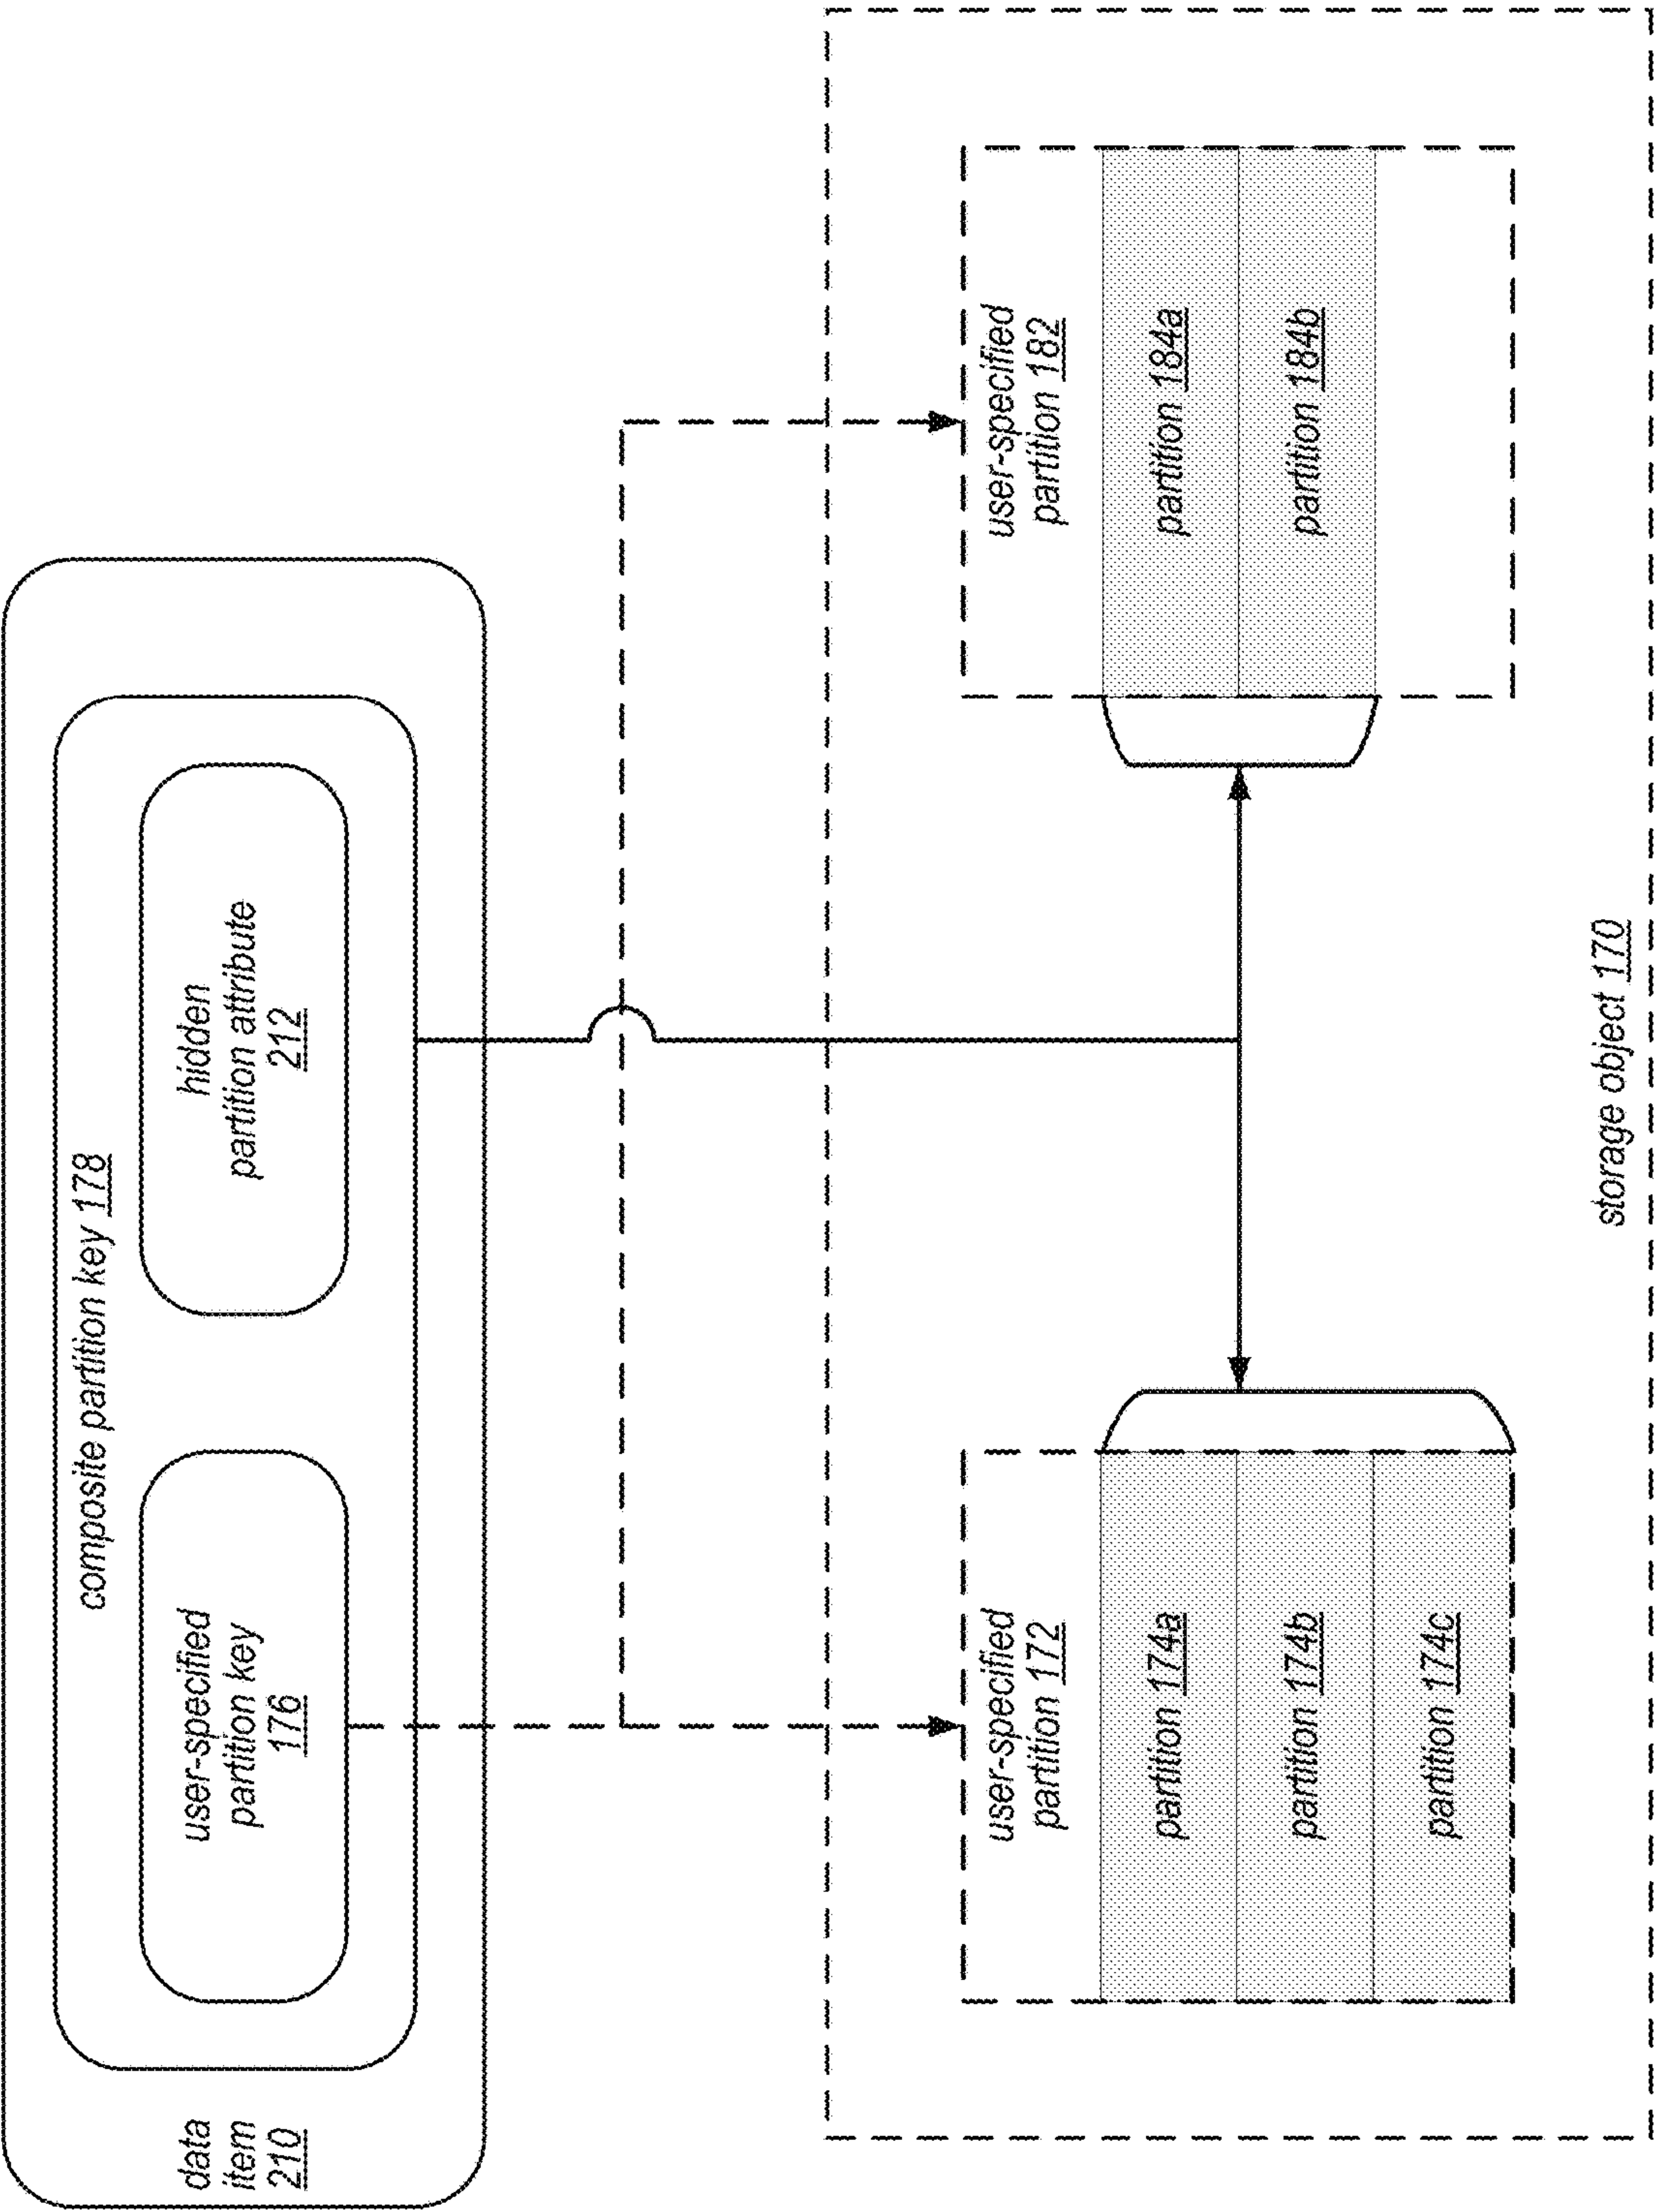 composite partition key 178
data
item
210
user-specified
partition key
176
hidden
partition attribute
212
user-specified
partition 172
partition 174a
partition 174b
partition 174c
user-specified
partition 182
partition 184a
partition 184b
storage object 170